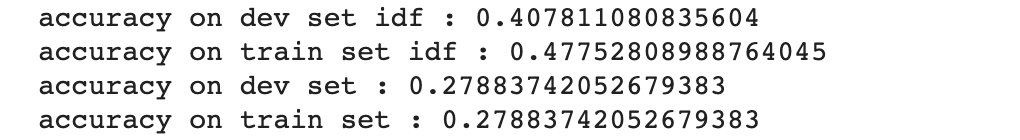 accuracy on dev set idf : 0.407811080835604
accuracy on train set idf : 0.47752808988764045
accuracy on dev set : 0.27883742052679383
accuracy on train set : 0.27883742052679383